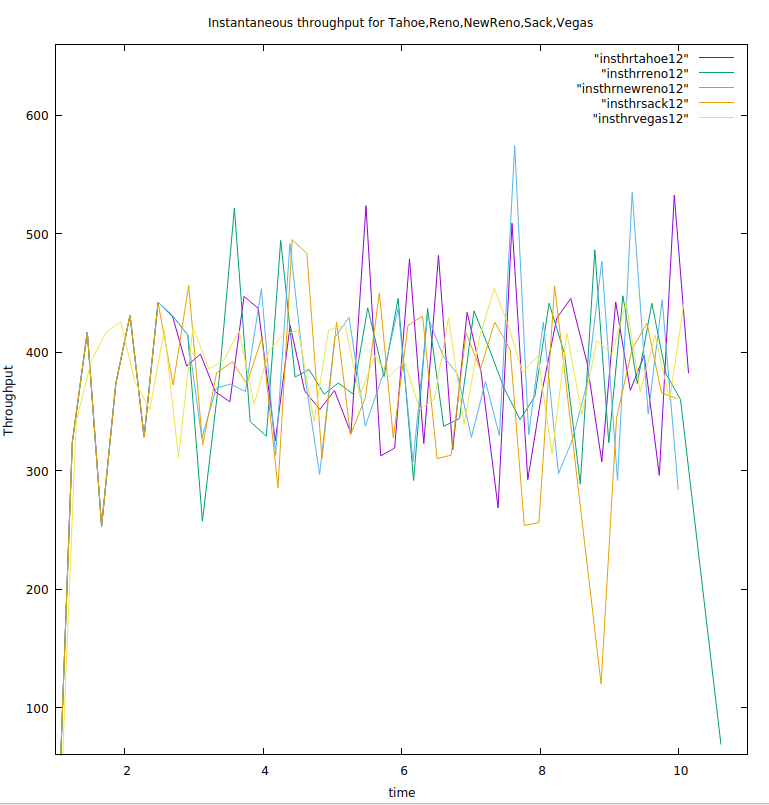 Instantaneous throughput for Tahoe,Reno,NewReno,Sack,Vegas
"insthrtahoe12"
"insthrreno12"
"insthrnewreno12"
"insthrsack12"
"insthrvegas12"
600
500
400
300
200
100
Throughput
2 4 6 8 10
time